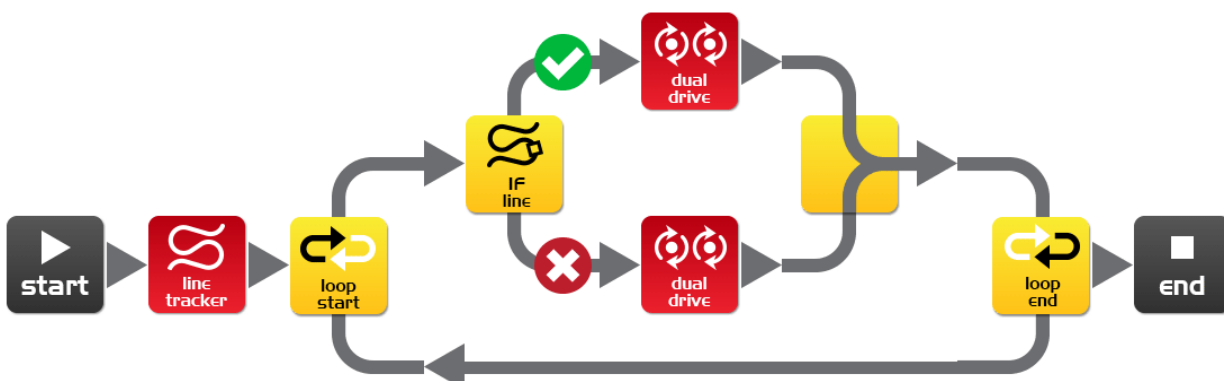 start
line
tracker
loop
start
IF
line
dual
drive
dual
drive
loop
end
end